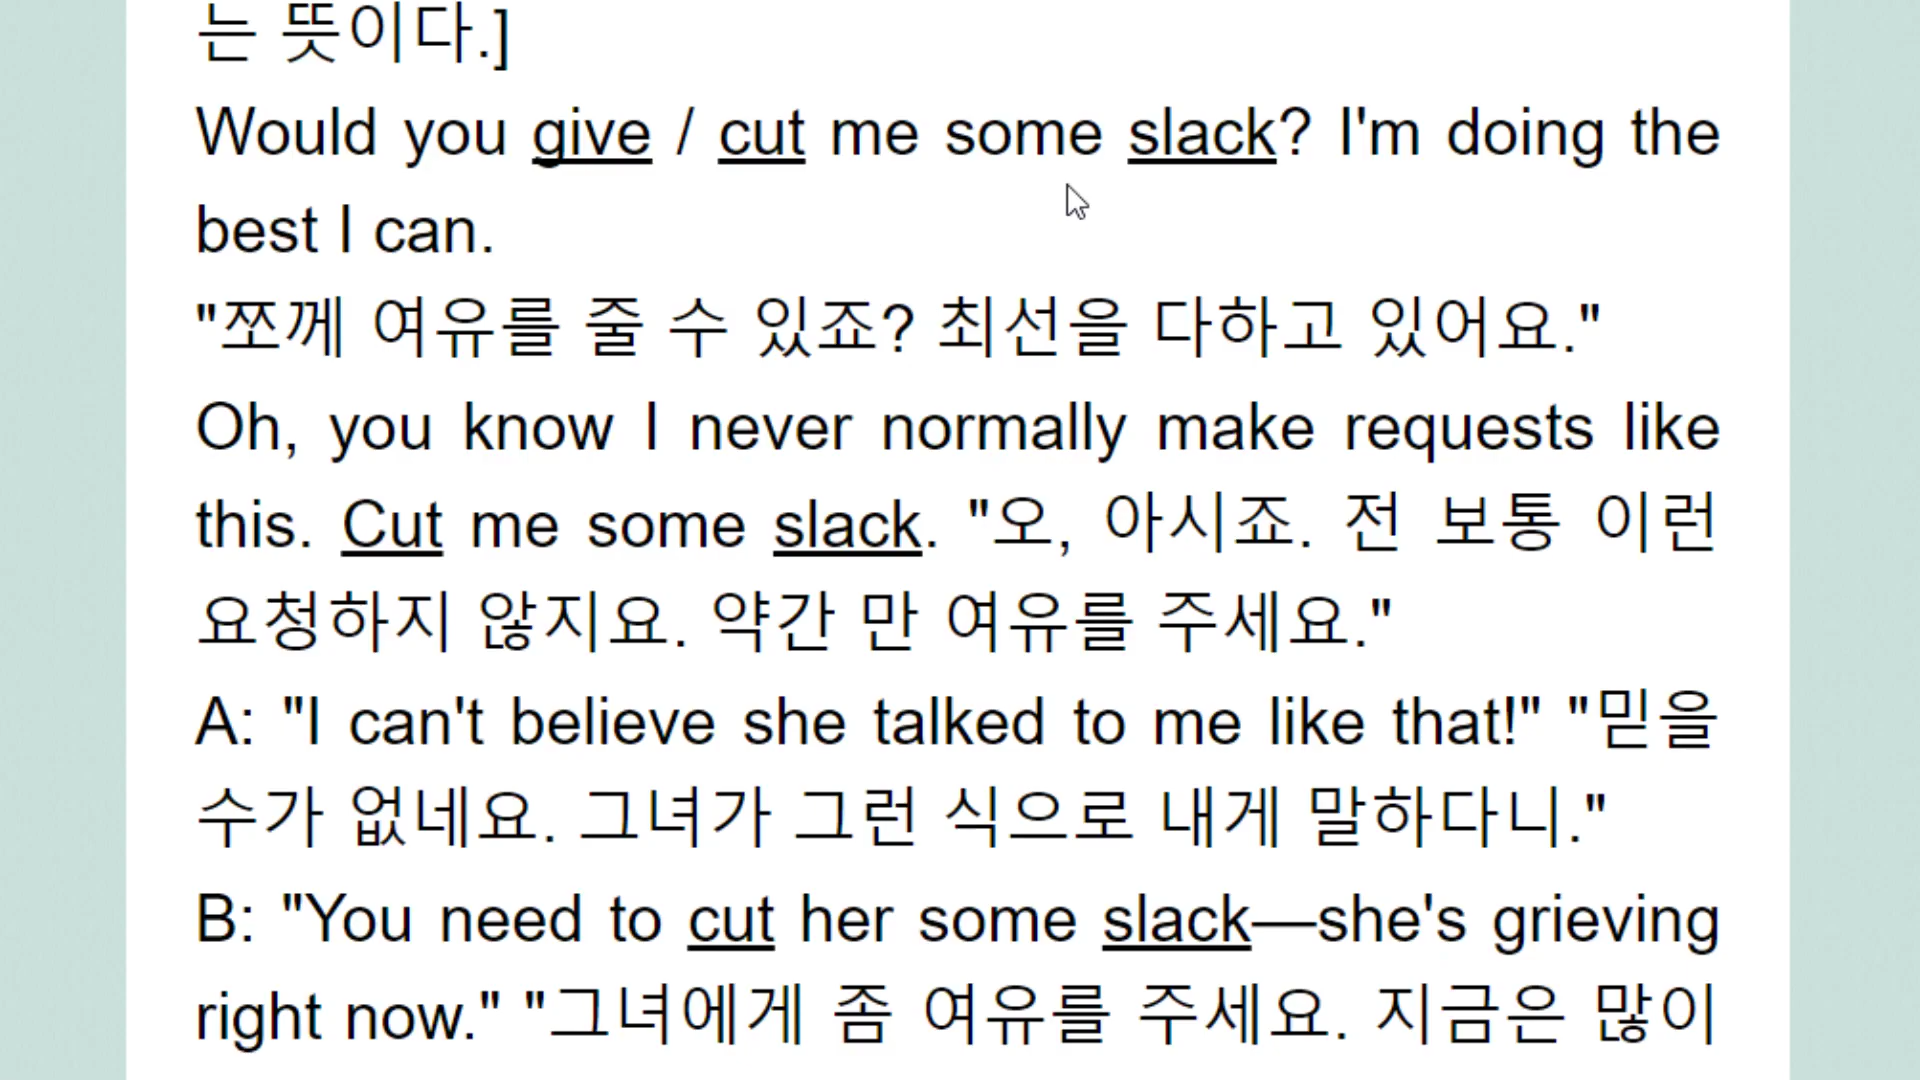 는 뜻이다.]
Would you give / cut me some slack? I'm doing the
best I can.
"쪼께 여유를 줄 수 있죠? 최선을 다하고 있어요."
Oh, you know I never normally make requests like
this. Cut me some slack. "오, 아시죠. 전 보통 이런
요청하지 않지요. 약간 만 여유를 주세요."
A: "I can't believe she talked to me like that!" "믿을
수가 없네요. 그녀가 그런 식으로 내게 말하다니."
B: "You need to cut her some slack—she's grieving
right now." "그녀에게 좀 여유를 주세요. 지금은 많이